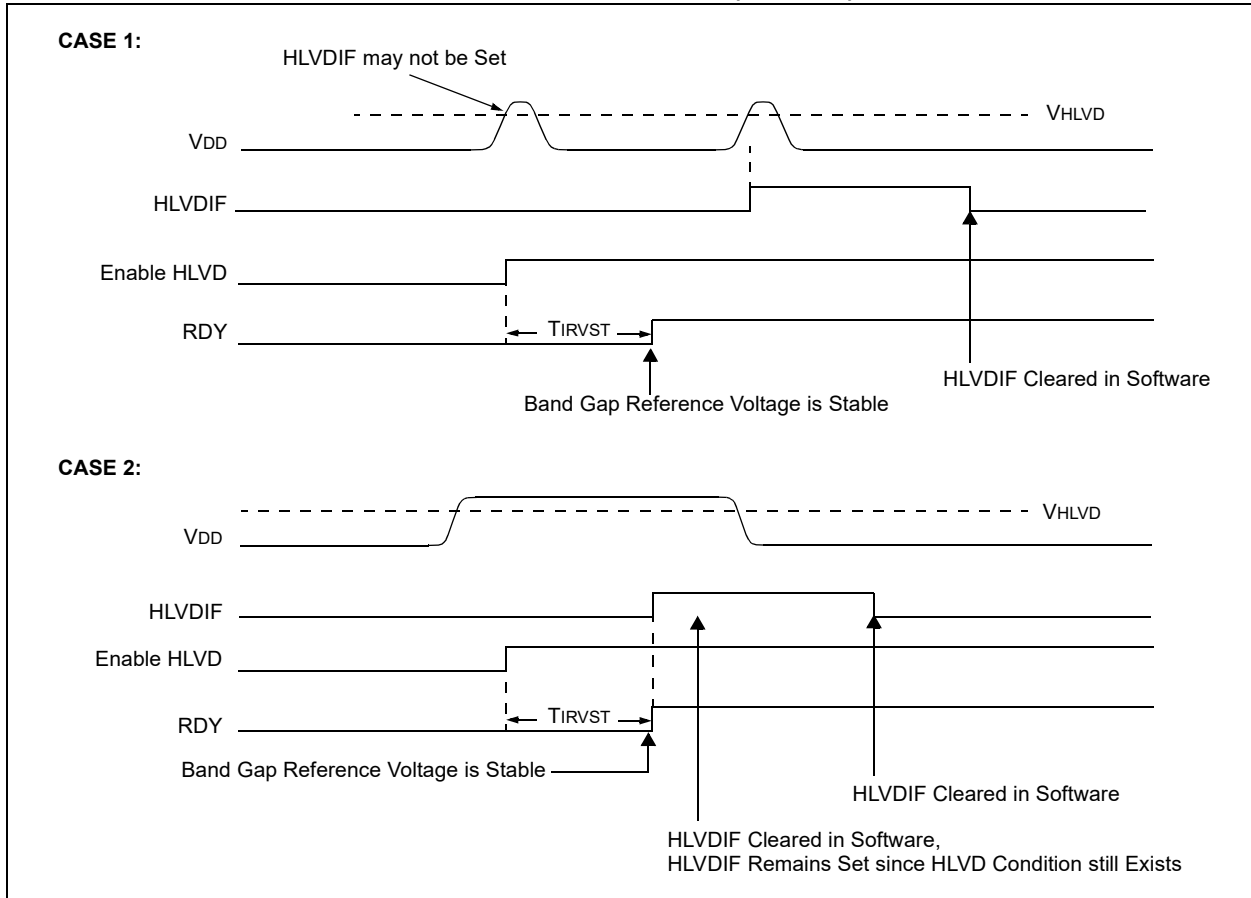 CASE 1:
HLVDIF may not be Set
VHLVD
VDD
HLVDIF
Enable HLVD
RDY
TIRVST
HLVDIF Cleared in Software
Band Gap Reference Voltage is Stable
CASE 2:
VHLVD
VDD
HLVDIF
Enable HLVD
TIRVST
RDY
Band Gap Reference Voltage is Stable
HLVDIF Cleared in Software
HLVDIF Cleared in Software,
HLVDIF Remains Set since HLVD Condition still Exists